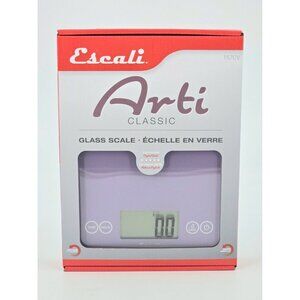 Escali
Arti
CLASSIC
GLASS SCALE · ÉCHELLE EN VERRE
0.0